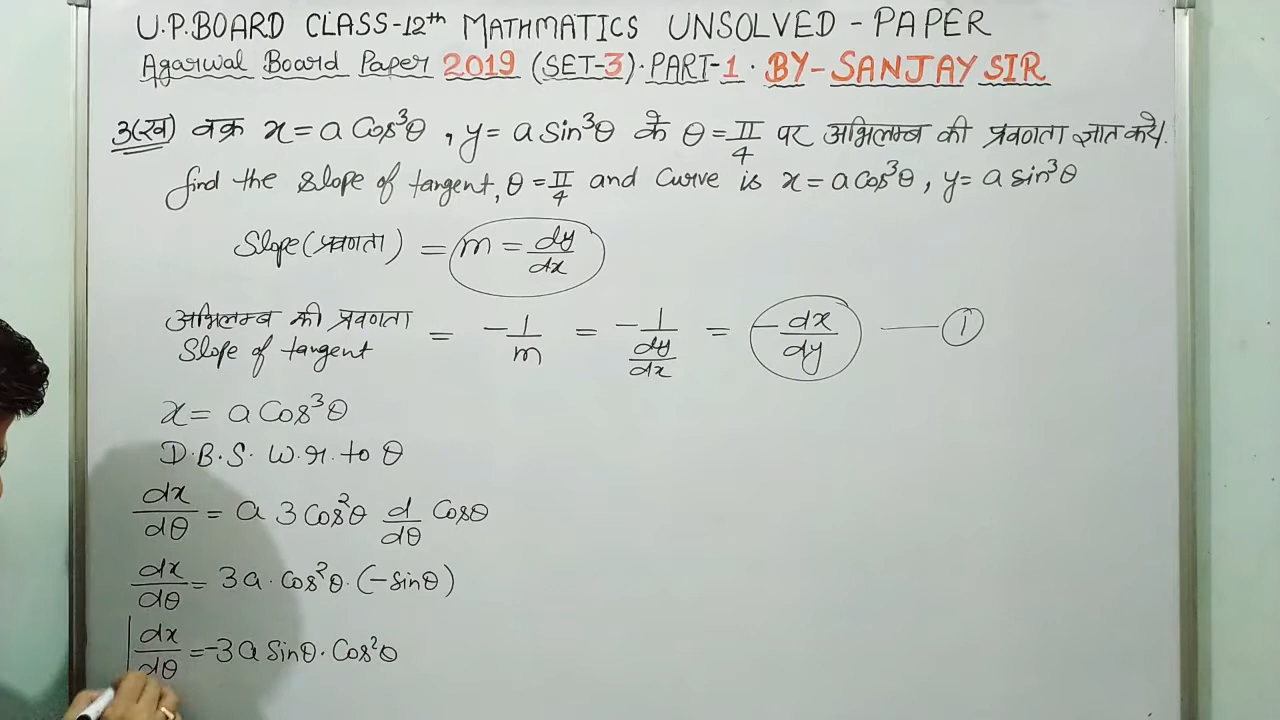 U.P.BOARD CLASS-12th MATHMATICS UNSOLVED - PAPER
Agarwal Board Paper 2019 (SET-3)·PART-1· BY-SANJAY SIR
3(ख) वक्र x = a Cos³θ , y = a Sin³θ के θ = π/4 पर अभिलम्ब की प्रवणता ज्ञात करो।
find the slope of tangent, θ = π/4 and curve is x = a cos³θ , y = a sin³θ
Slope(प्रवणता) = m = dy/dx
अभिलम्ब की प्रवणता
Slope of tangent = -1/m = -1/(dy/dx) = -dx/dy —— ①
x = a Cos³θ
D.B.S. w.r. to θ
dx/dθ = a 3 Cos²θ d/dθ Cosθ
dx/dθ = 3a · Cos²θ · (-sinθ)
dx/dθ = -3a Sinθ · Cos²θ